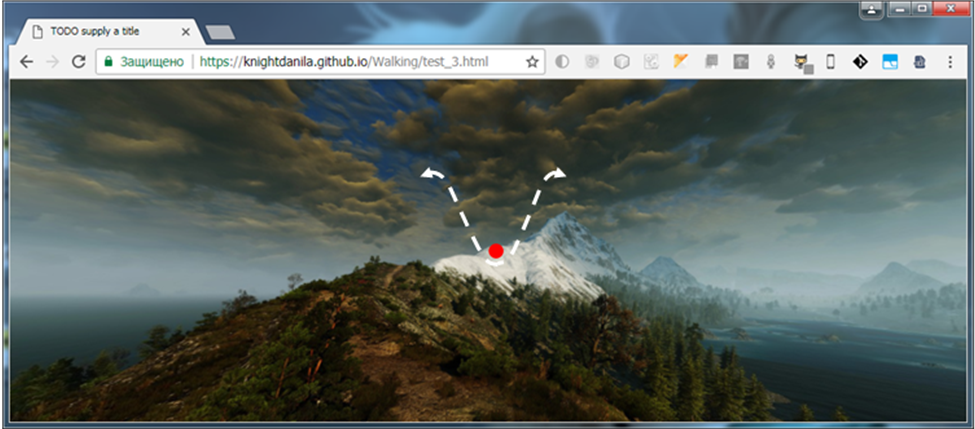 TODO supply a title
Защищено | https://knightdanila.github.io/Walking/test_3.html